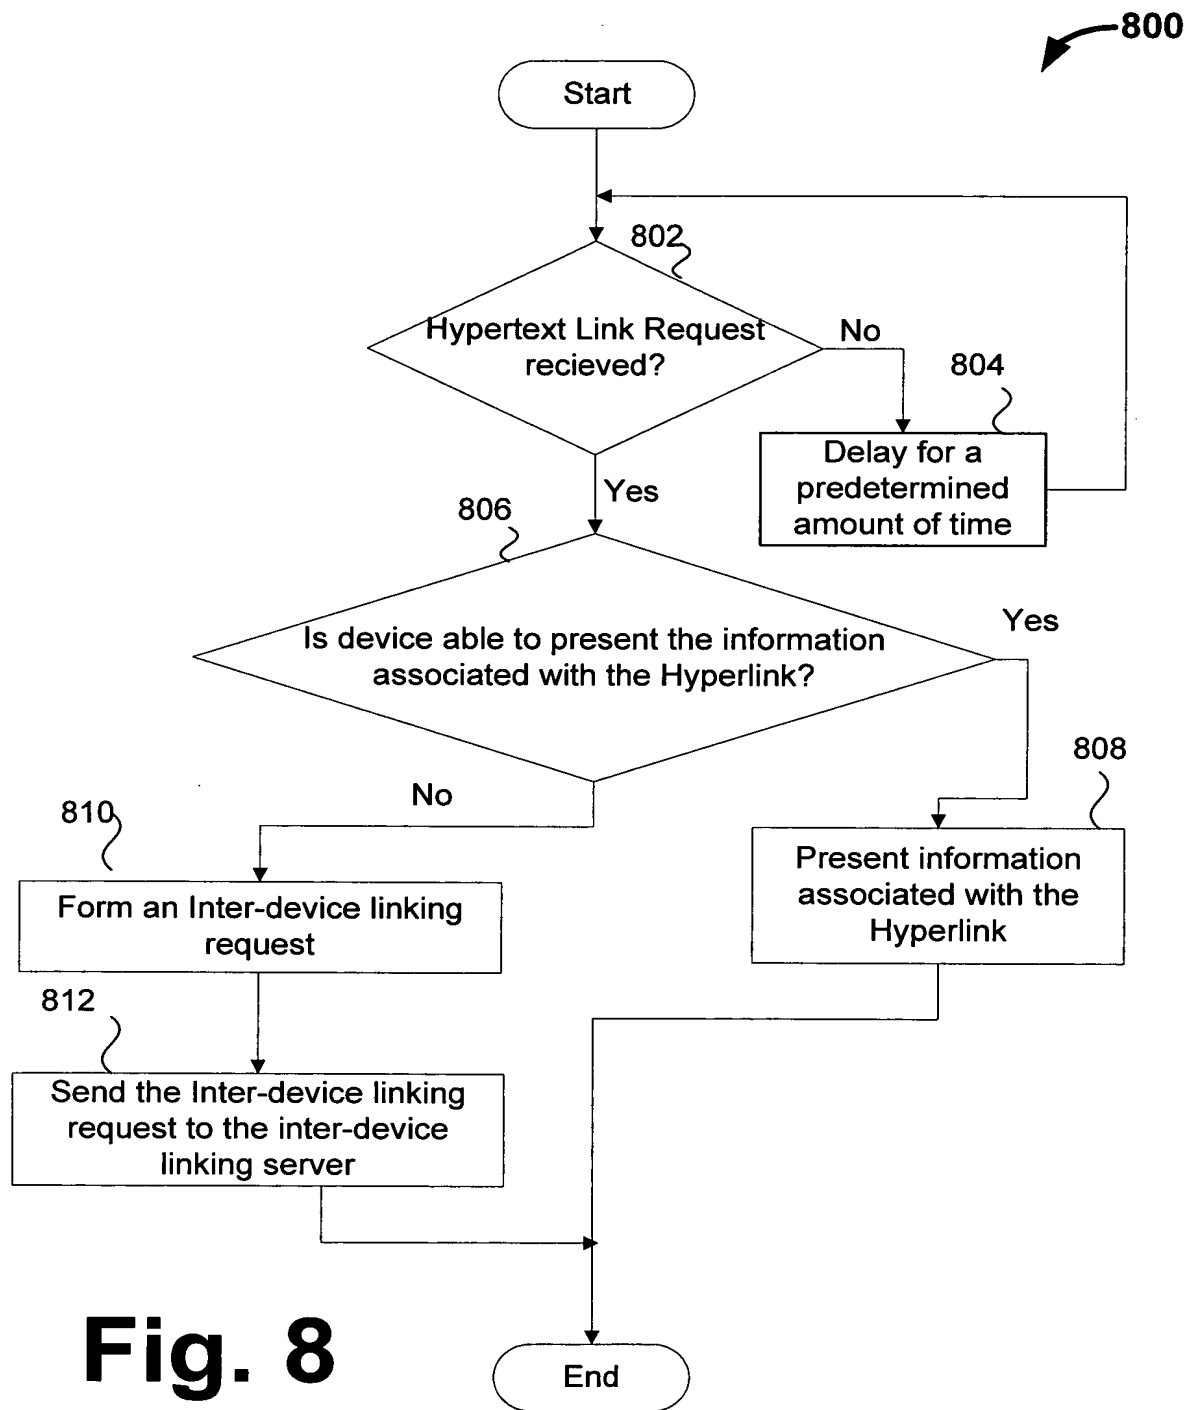 800
Start
802
Hypertext Link Request
recieved?
No
804
Delay for a
predetermined
amount of time
Yes
806
Is device able to present the information
associated with the Hyperlink?
Yes
No
808
Present information
associated with the
Hyperlink
810
Form an Inter-device linking
request
812
Send the Inter-device linking
request to the inter-device
linking server
Fig. 8
End